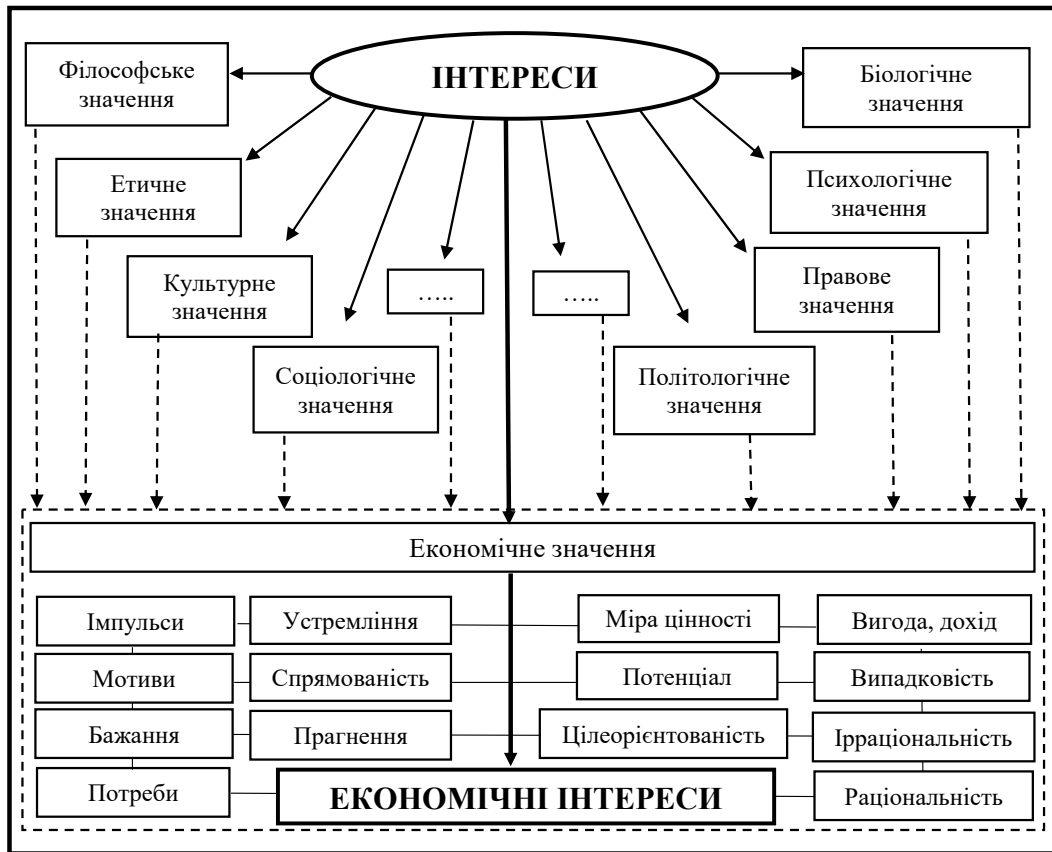 ІНТЕРЕСИ
Філософське
значення
Біологічне
значення
Етичне
значення
Психологічне
значення
Культурне
значення
…..
…..
Правове
значення
Соціологічне
значення
Політологічне
значення
Економічне значення
Імпульси
Устремління
Міра цінності
Вигода, дохід
Мотиви
Спрямованість
Потенціал
Випадковість
Бажання
Прагнення
Цілеорієнтованість
Ірраціональність
Потреби
ЕКОНОМІЧНІ ІНТЕРЕСИ
Раціональність